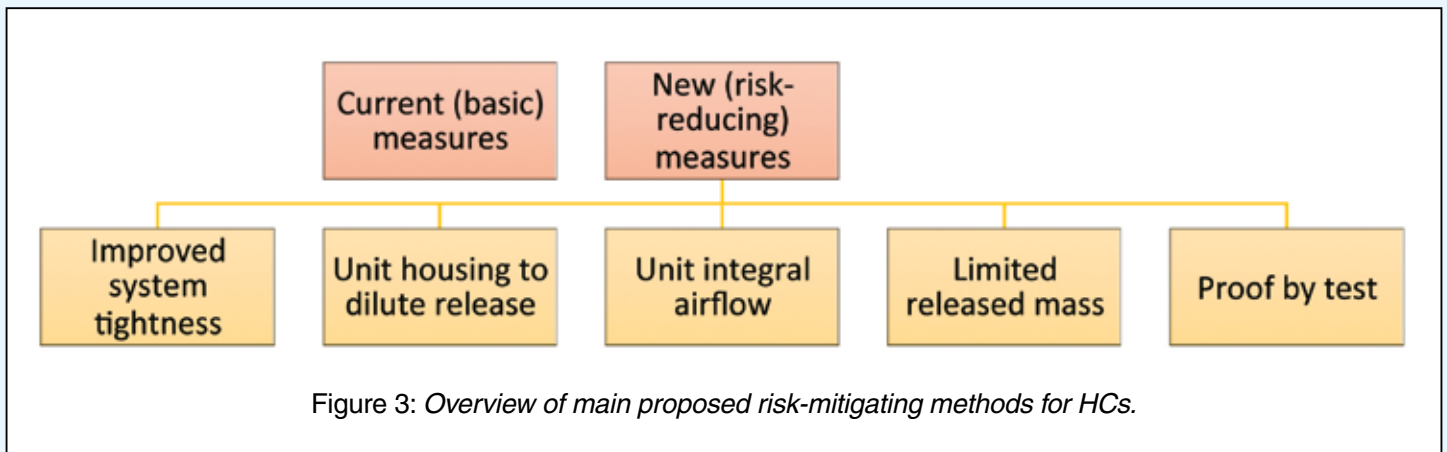 Current (basic)
measures
New (risk-
reducing)
measures
Improved
system
tightness
Unit housing to
dilute release
Unit integral
airflow
Limited
released mass
Proof by test
Figure 3: Overview of main proposed risk-mitigating methods for HCs.